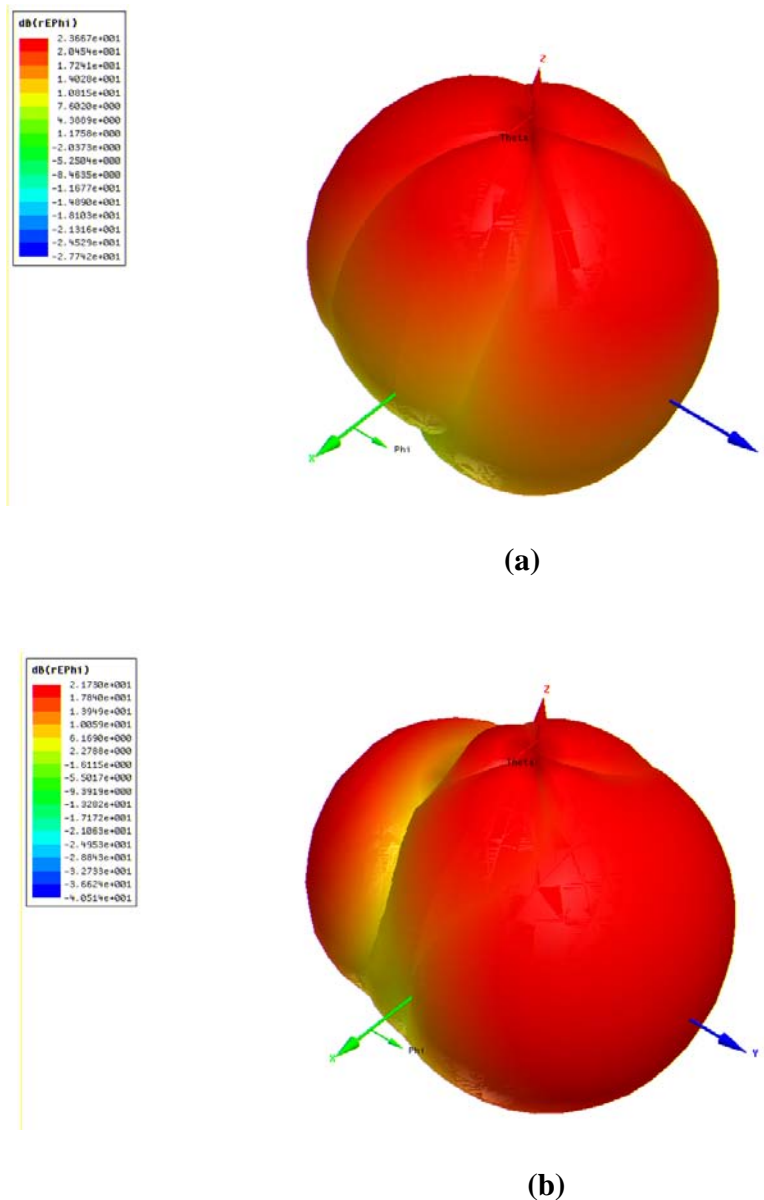 dB(rEPhi)
2.3667e+001
2.0454e+001
1.7241e+001
1.4028e+001
1.0815e+001
7.6020e+000
4.3889e+000
1.1758e+000
-2.0373e+000
-5.2504e+000
-8.4635e+000
-1.1677e+001
-1.4890e+001
-1.8103e+001
-2.1316e+001
-2.4529e+001
-2.7742e+001
Z
Theta
X
Phi
(a)
dB(rEPhi)
2.1730e+001
1.7840e+001
1.3949e+001
1.0059e+001
6.1690e+000
2.2788e+000
-1.6115e+000
-5.5017e+000
-9.3919e+000
-1.3282e+001
-1.7172e+001
-2.1063e+001
-2.4953e+001
-2.8843e+001
-3.2733e+001
-3.6624e+001
-4.0514e+001
Z
Theta
X
Phi
Y
(b)